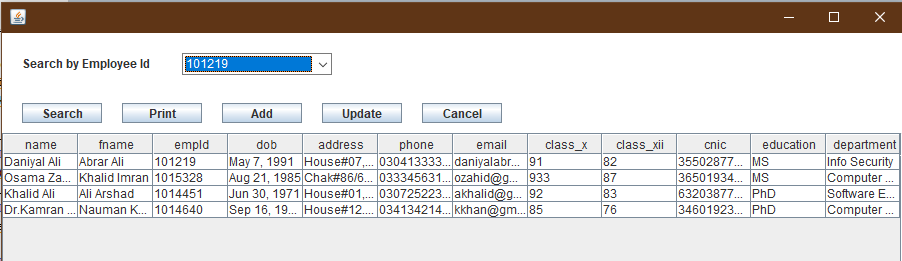 Search by Employee Id 101219
Search Print Add Update Cancel
name fname empId dob address phone email class_x class_xii cnic education department
Daniyal Ali Abrar Ali 101219 May 7, 1991 House#07,... 030413333... daniyalabr... 91 82 35502877... MS Info Security
Osama Za... Khalid Imran 1015328 Aug 21, 1985 Chak#86/6... 033345631... ozahid@g... 933 87 36501934... MS Computer ...
Khalid Ali Ali Arshad 1014451 Jun 30, 1971 House#01,... 030725223... akhalid@g... 92 83 63203877... PhD Software E...
Dr.Kamran ... Nauman K... 1014640 Sep 16, 19... House#12... 034134214... kkhan@gm... 85 76 34601923... PhD Computer ...